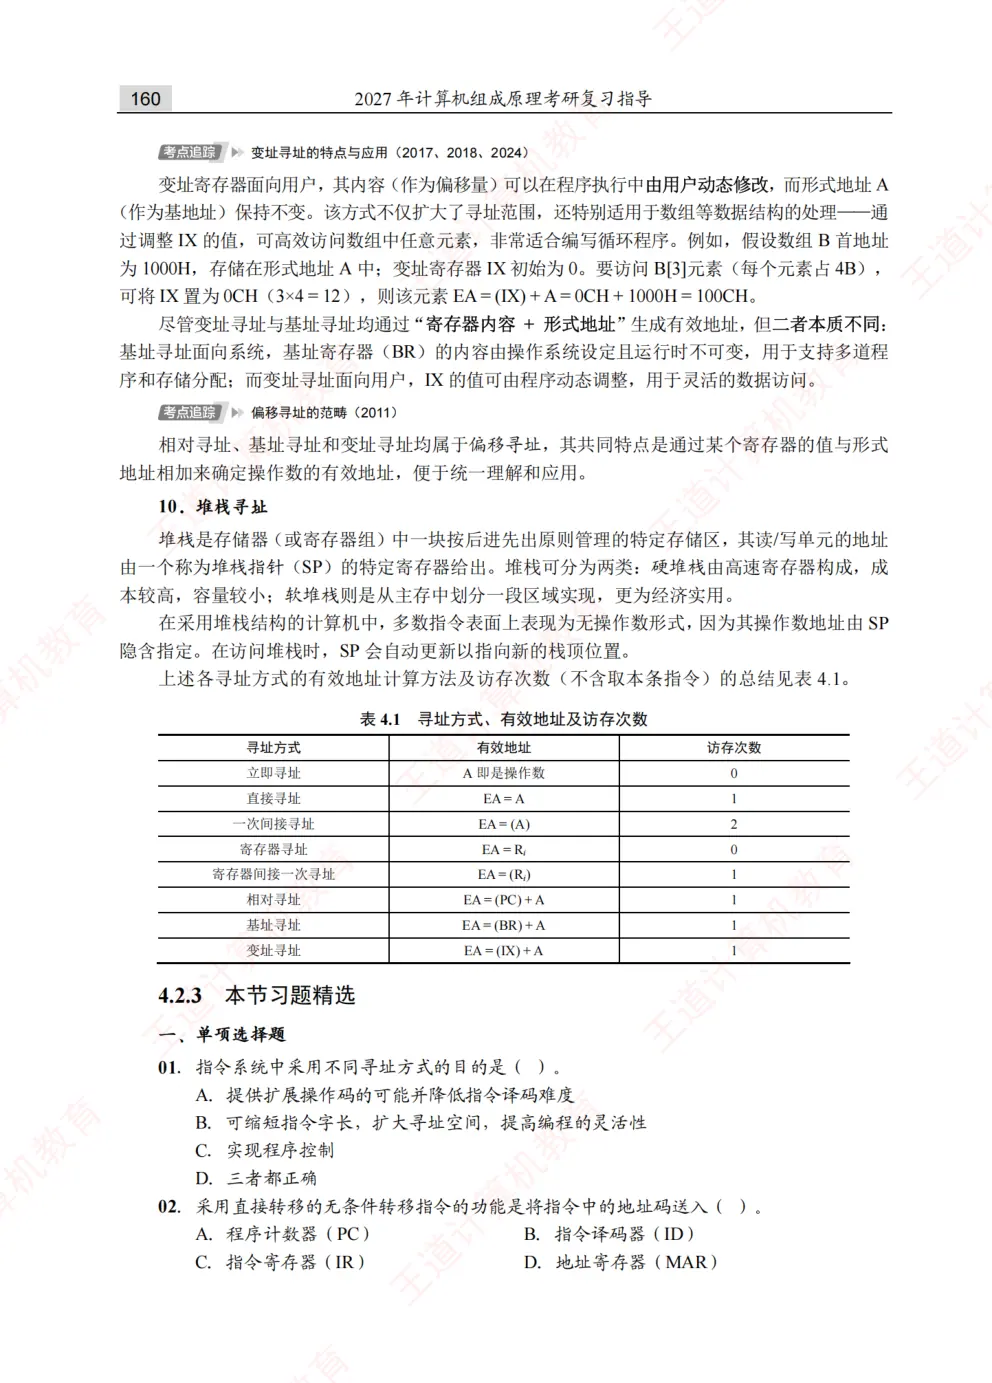 160
2027 年计算机组成原理考研复习指导
考点追踪 变址寻址的特点与应用（2017、2018、2024）
变址寄存器面向用户，其内容（作为偏移量）可以在程序执行中由用户动态修改，而形式地址 A
（作为基地址）保持不变。该方式不仅扩大了寻址范围，还特别适用于数组等数据结构的处理——通
过调整 IX 的值，可高效访问数组中任意元素，非常适合编写循环程序。例如，假设数组 B 首地址
为 1000H，存储在形式地址 A 中；变址寄存器 IX 初始为 0。要访问 B[3]元素（每个元素占 4B），
可将 IX 置为 0CH（3×4 = 12），则该元素 EA = (IX) + A = 0CH + 1000H = 100CH。
尽管变址寻址与基址寻址均通过“寄存器内容 + 形式地址”生成有效地址，但二者本质不同：
基址寻址面向系统，基址寄存器（BR）的内容由操作系统设定且运行时不可变，用于支持多道程
序和存储分配；而变址寻址面向用户，IX 的值可由程序动态调整，用于灵活的数据访问。
考点追踪 偏移寻址的范畴（2011）
相对寻址、基址寻址和变址寻址均属于偏移寻址，其共同特点是通过某个寄存器的值与形式
地址相加来确定操作数的有效地址，便于统一理解和应用。
10．堆栈寻址
堆栈是存储器（或寄存器组）中一块按后进先出原则管理的特定存储区，其读/写单元的地址
由一个称为堆栈指针（SP）的特定寄存器给出。堆栈可分为两类：硬堆栈由高速寄存器构成，成
本较高，容量较小；软堆栈则是从主存中划分一段区域实现，更为经济实用。
在采用堆栈结构的计算机中，多数指令表面上表现为无操作数形式，因为其操作数地址由 SP
隐含指定。在访问堆栈时，SP 会自动更新以指向新的栈顶位置。
上述各寻址方式的有效地址计算方法及访存次数（不含取本条指令）的总结见表 4.1。
表 4.1 寻址方式、有效地址及访存次数
寻址方式 有效地址 访存次数
立即寻址 A 即是操作数 0
直接寻址 EA = A 1
一次间接寻址 EA = (A) 2
寄存器寻址 EA = Ri 0
寄存器间接一次寻址 EA = (Ri) 1
相对寻址 EA = (PC) + A 1
基址寻址 EA = (BR) + A 1
变址寻址 EA = (IX) + A 1
4.2.3 本节习题精选
一、单项选择题
01. 指令系统中采用不同寻址方式的目的是（ ）。
A. 提供扩展操作码的可能并降低指令译码难度
B. 可缩短指令字长，扩大寻址空间，提高编程的灵活性
C. 实现程序控制
D. 三者都正确
02. 采用直接转移的无条件转移指令的功能是将指令中的地址码送入（ ）。
A. 程序计数器（PC） B. 指令译码器（ID）
C. 指令寄存器（IR） D. 地址寄存器（MAR）
王道计算机教育